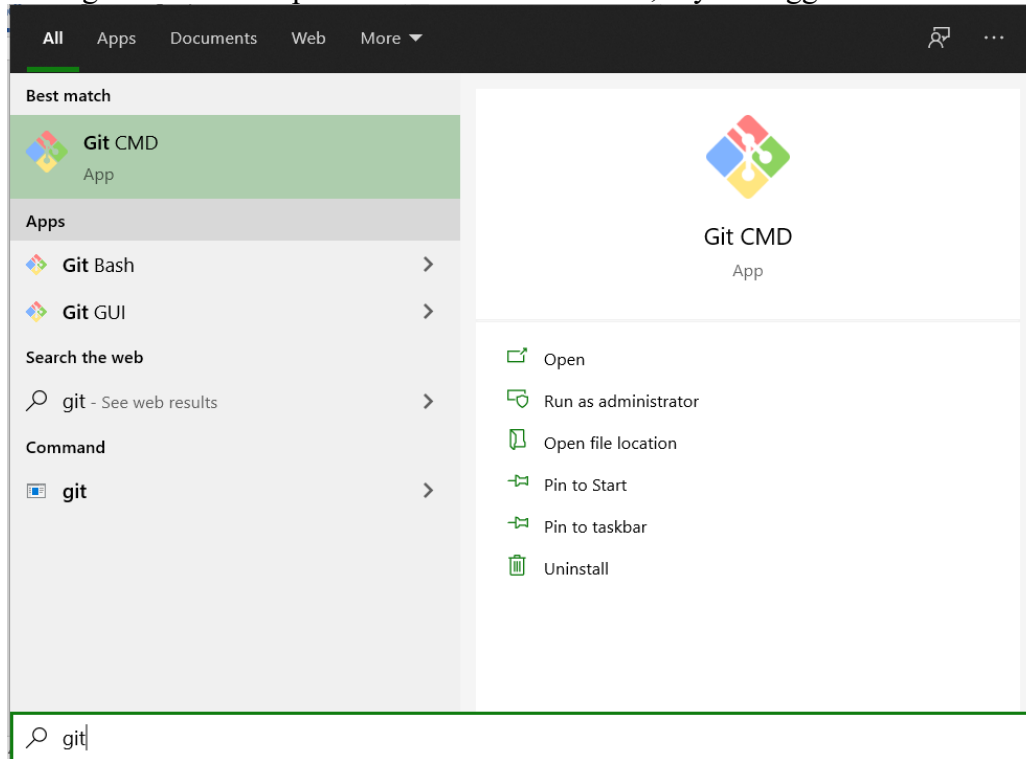 All Apps Documents Web More
Best match
Git CMD
App
Apps
Git Bash
Git GUI
Search the web
git - See web results
Command
git
Git CMD
App
Open
Run as administrator
Open file location
Pin to Start
Pin to taskbar
Uninstall
git